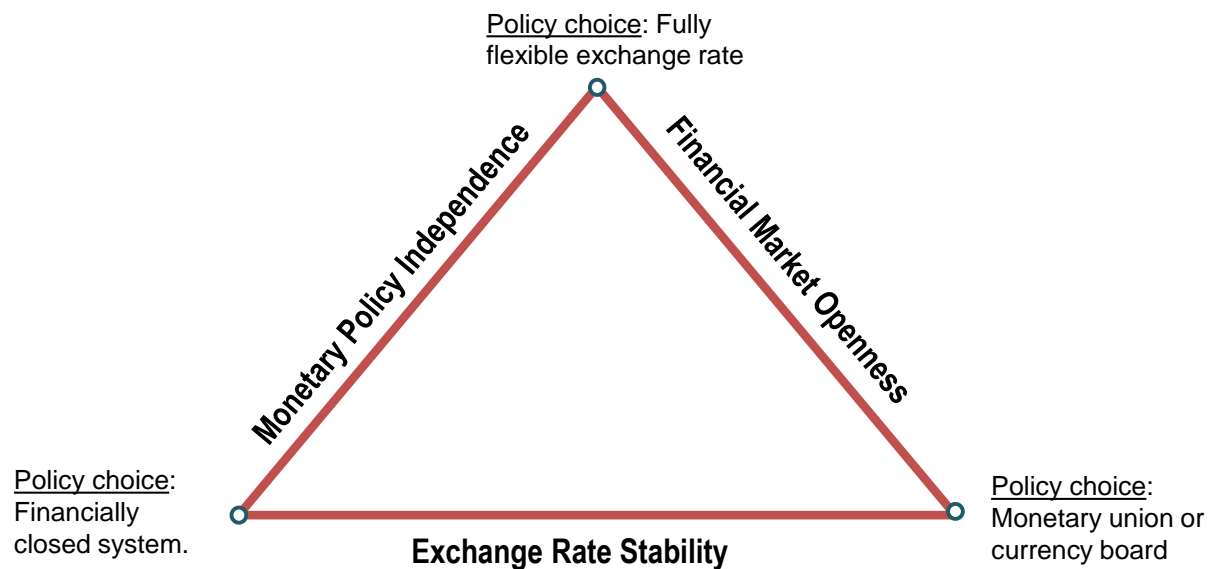 Policy choice: Fully
flexible exchange rate
Monetary Policy Independence
Financial Market Openness
Policy choice:
Financially
closed system.
Exchange Rate Stability
Policy choice:
Monetary union or
currency board